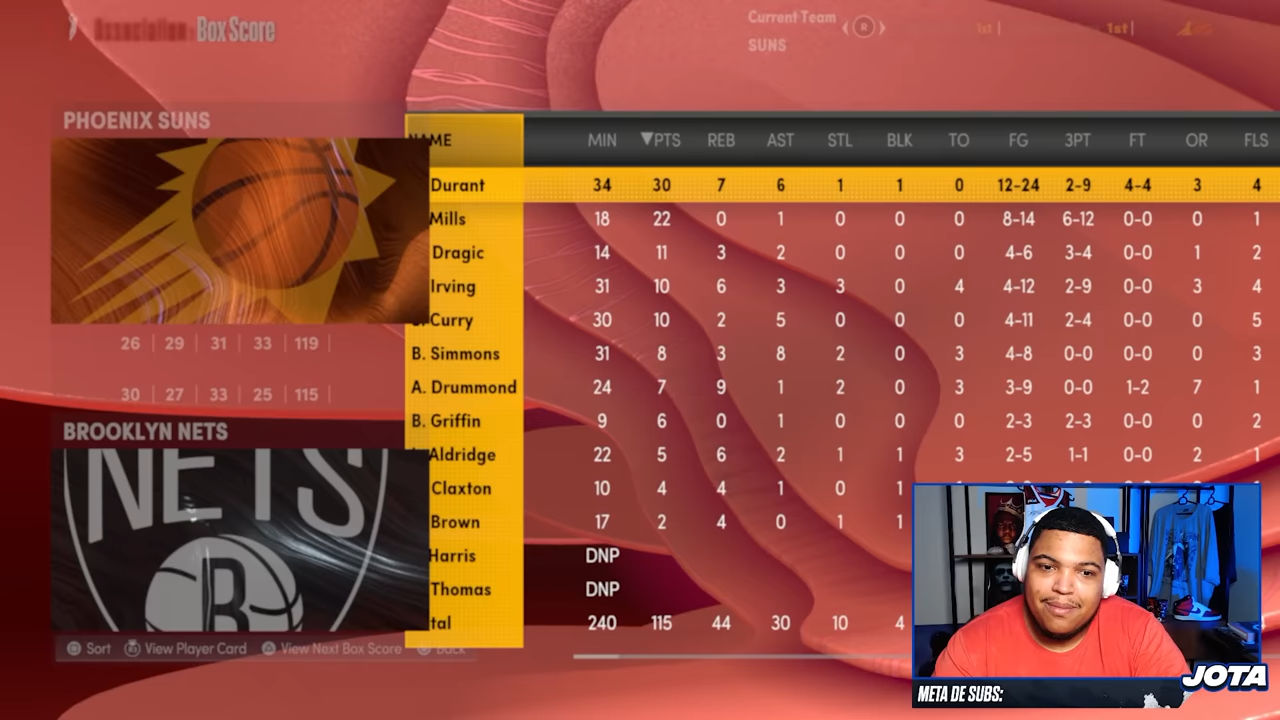 Association: Box Score
Current Team
SUNS
R
1st |
1st |
PHOENIX SUNS
26 | 29 | 31 | 33 | 119 |
30 | 27 | 33 | 25 | 115 |
BROOKLYN NETS
NETS
B
NAME MIN ▼PTS REB AST STL BLK TO FG 3PT FT OR FLS
Durant 34 30 7 6 1 1 0 12-24 2-9 4-4 3 4
Mills 18 22 0 1 0 0 0 8-14 6-12 0-0 0 1
Dragic 14 11 3 2 0 0 0 4-6 3-4 0-0 1 2
Irving 31 10 6 3 3 0 4 4-12 2-9 0-0 3 4
Curry 30 10 2 5 0 0 0 4-11 2-4 0-0 0 5
B. Simmons 31 8 3 8 2 0 3 4-8 0-0 0-0 0 3
A. Drummond 24 7 9 1 2 0 3 3-9 0-0 1-2 7 1
B. Griffin 9 6 0 1 0 0 0 2-3 2-3 0-0 0 2
Aldridge 22 5 6 2 1 1 3 2-5 1-1 0-0 2 1
Claxton 10 4 4 1 0 1
Brown 17 2 4 0 1 1
Harris DNP
Thomas DNP
tal 240 115 44 30 10 4
Sort View Player Card View Next Box Score Back
JOTA
META DE SUBS: